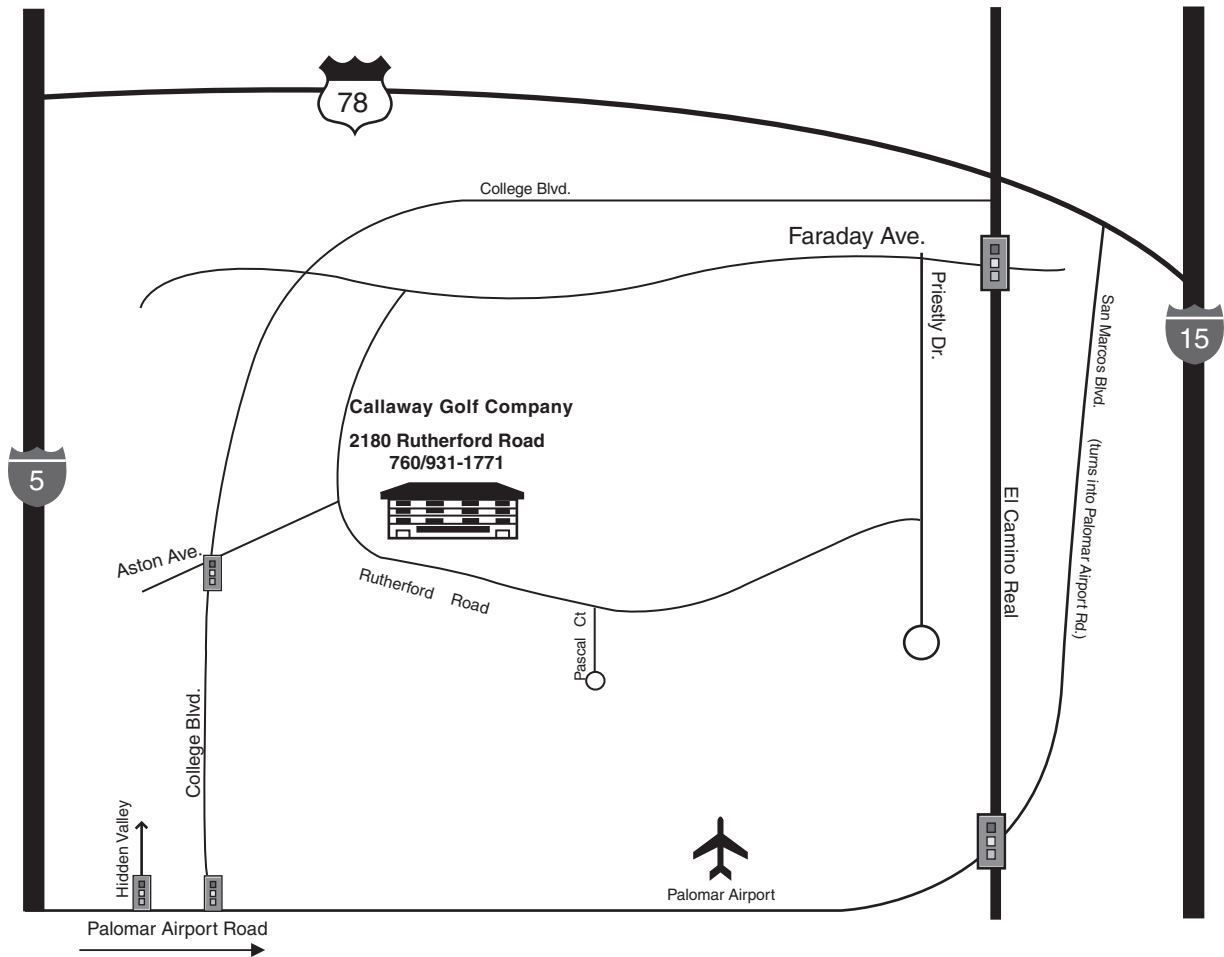 78
College Blvd.
Faraday Ave.
Priestly Dr.
San Marcos Blvd. (turns into Palomar Airport Rd.)
15
Callaway Golf Company
2180 Rutherford Road
760/931-1771
5
El Camino Real
Aston Ave.
Rutherford Road
Pascal Ct
College Blvd.
Hidden Valley
Palomar Airport
Palomar Airport Road